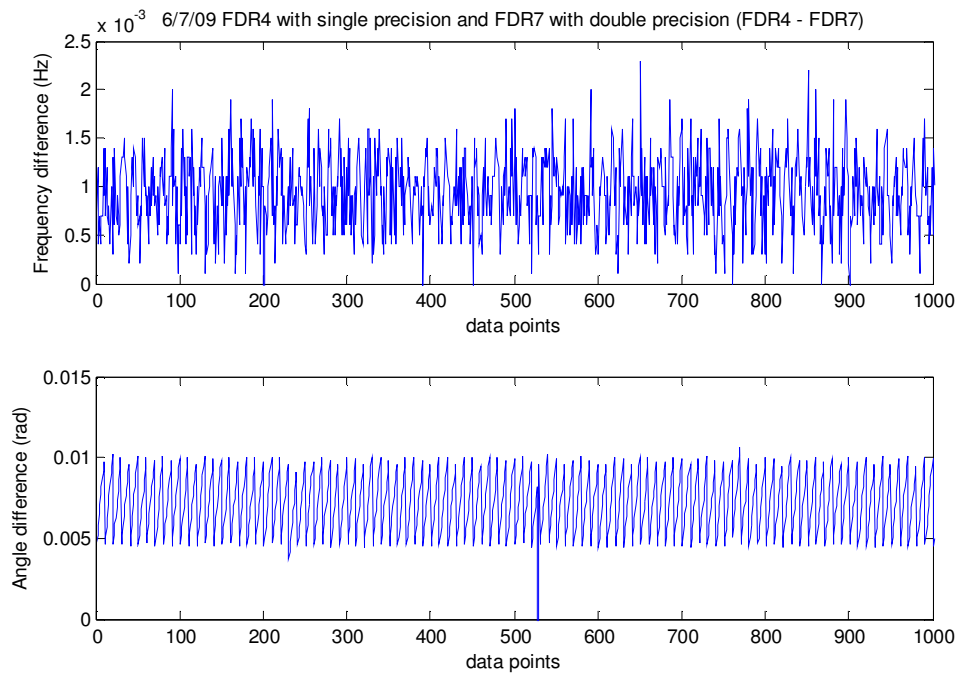 6/7/09 FDR4 with single precision and FDR7 with double precision (FDR4 - FDR7)
x 10^-3
2.5
2
1.5
1
0.5
0
Frequency difference (Hz)
0 100 200 300 400 500 600 700 800 900 1000
data points
0.015
0.01
0.005
0
Angle difference (rad)
0 100 200 300 400 500 600 700 800 900 1000
data points